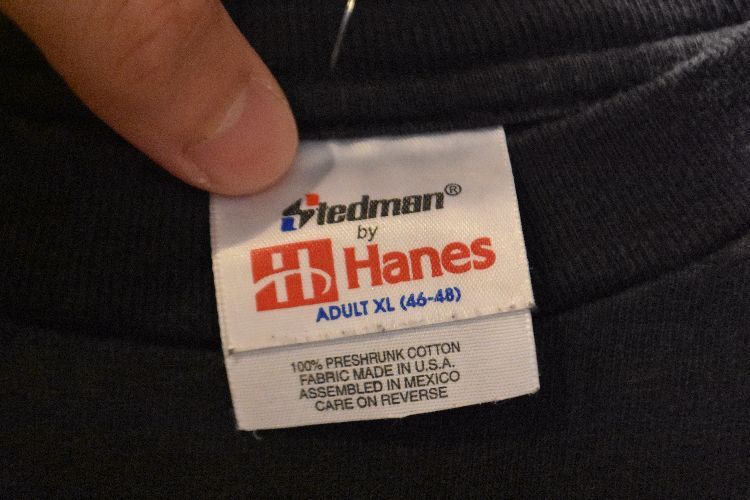 Stedman®
by
Hanes
ADULT XL (46-48)
100% PRESHRUNK COTTON
FABRIC MADE IN U.S.A.
ASSEMBLED IN MEXICO
CARE ON REVERSE